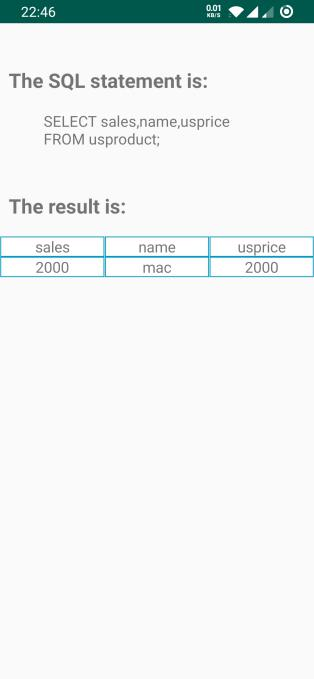 22:46
0.01
KB/S
The SQL statement is:
SELECT sales,name,usprice
FROM usproduct;
The result is:
sales name usprice
2000 mac 2000